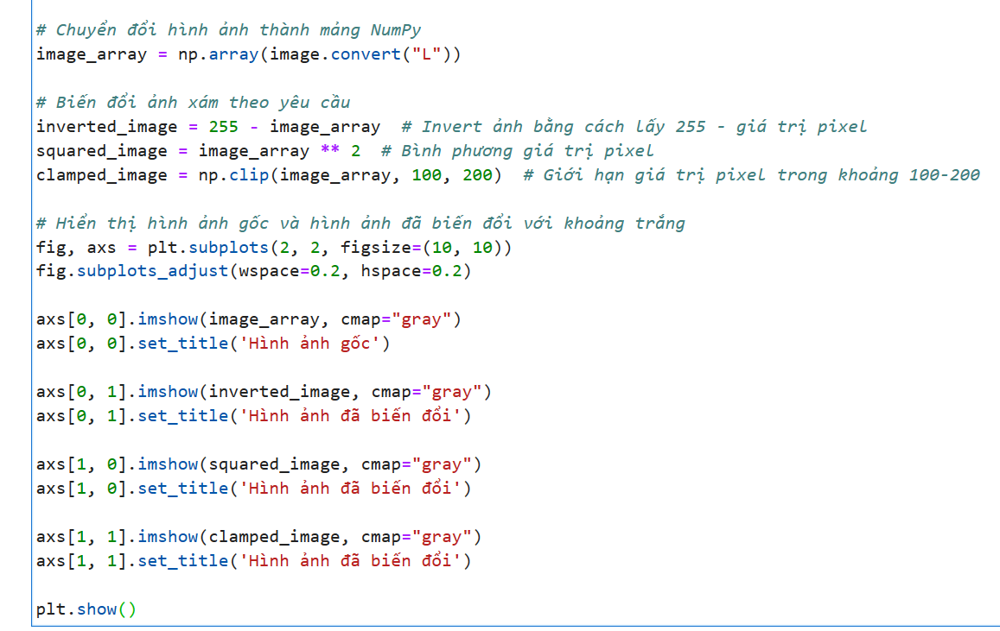 # Chuyển đổi hình ảnh thành mảng NumPy
image_array = np.array(image.convert("L"))
# Biến đổi ảnh xám theo yêu cầu
inverted_image = 255 - image_array  # Invert ảnh bằng cách lấy 255 - giá trị pixel
squared_image = image_array ** 2  # Bình phương giá trị pixel
clamped_image = np.clip(image_array, 100, 200)  # Giới hạn giá trị pixel trong khoảng 100-200
# Hiển thị hình ảnh gốc và hình ảnh đã biến đổi với khoảng trắng
fig, axs = plt.subplots(2, 2, figsize=(10, 10))
fig.subplots_adjust(wspace=0.2, hspace=0.2)
axs[0, 0].imshow(image_array, cmap="gray")
axs[0, 0].set_title('Hình ảnh gốc')
axs[0, 1].imshow(inverted_image, cmap="gray")
axs[0, 1].set_title('Hình ảnh đã biến đổi')
axs[1, 0].imshow(squared_image, cmap="gray")
axs[1, 0].set_title('Hình ảnh đã biến đổi')
axs[1, 1].imshow(clamped_image, cmap="gray")
axs[1, 1].set_title('Hình ảnh đã biến đổi')
plt.show()